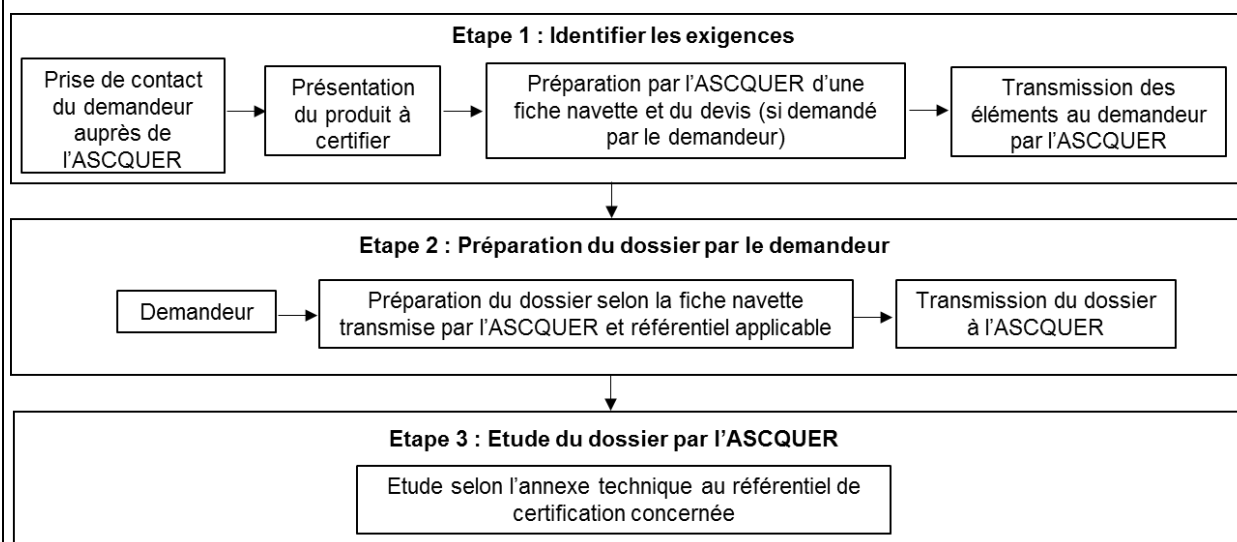 Etape 1 : Identifier les exigences
Prise de contact
du demandeur
auprès de
l'ASCQUER
Présentation
du produit à
certifier
Préparation par l'ASCQUER d'une
fiche navette et du devis (si demandé
par le demandeur)
Transmission des
éléments au demandeur
par l'ASCQUER
Etape 2 : Préparation du dossier par le demandeur
Demandeur
Préparation du dossier selon la fiche navette
transmise par l'ASCQUER et référentiel applicable
Transmission du dossier
à l'ASCQUER
Etape 3 : Etude du dossier par l'ASCQUER
Etude selon l'annexe technique au référentiel de
certification concernée